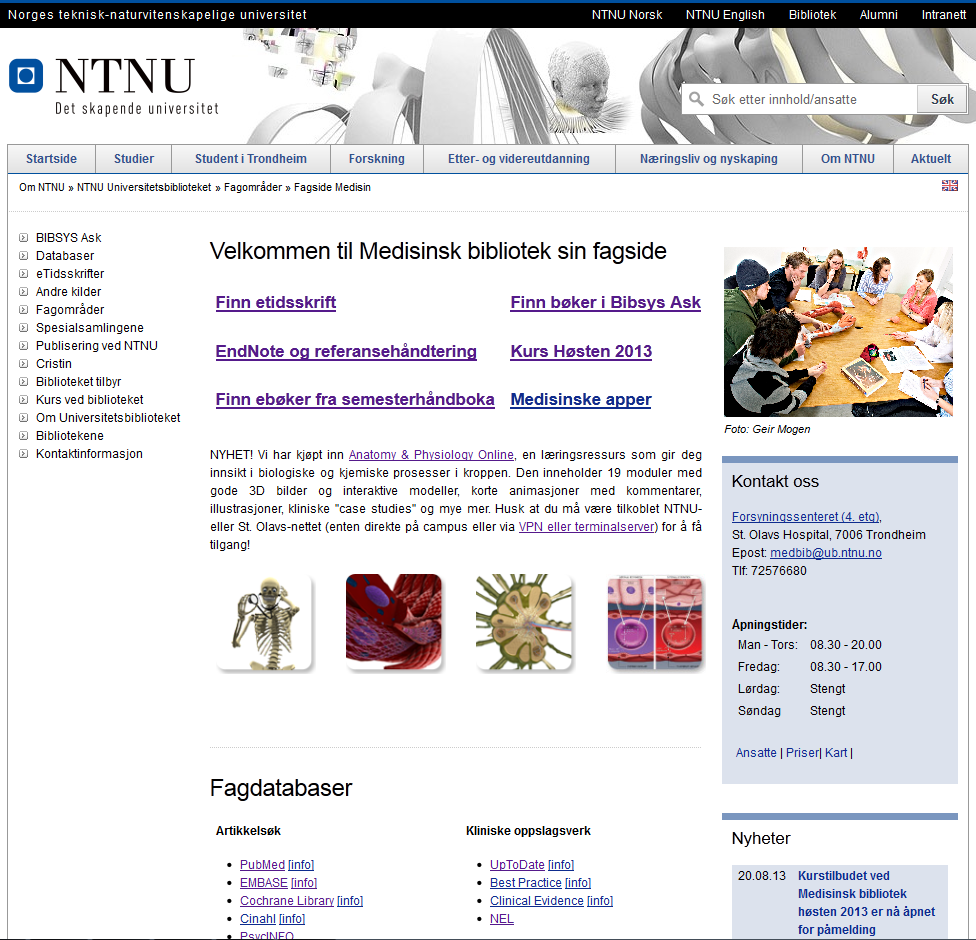 Norges teknisk-naturvitenskapelige universitet
NTNU Norsk NTNU English Bibliotek Alumni Intranett
NTNU
Det skapende universitet
Søk etter innhold/ansatte Søk
Startside Studier Student i Trondheim Forskning Etter- og videreutdanning Næringsliv og nyskaping Om NTNU Aktuelt
Om NTNU » NTNU Universitetsbiblioteket » Fagområder » Fagside Medisin
BIBSYS Ask
Databaser
eTidsskrifter
Andre kilder
Fagområder
Spesialsamlingene
Publisering ved NTNU
Cristin
Biblioteket tilbyr
Kurs ved biblioteket
Om Universitetsbiblioteket
Bibliotekene
Kontaktinformasjon
Velkommen til Medisinsk bibliotek sin fagside
Finn etidsskrift Finn bøker i Bibsys Ask
EndNote og referansehåndtering Kurs Høsten 2013
Finn ebøker fra semesterhåndboka Medisinske apper
NYHET! Vi har kjøpt inn Anatomy & Physiology Online, en læringsressurs som gir deg
innsikt i biologiske og kjemiske prosesser i kroppen. Den inneholder 19 moduler med
gode 3D bilder og interaktive modeller, korte animasjoner med kommentarer,
illustrasjoner, kliniske "case studies" og mye mer. Husk at du må være tilkoblet NTNU-
eller St. Olavs-nettet (enten direkte på campus eller via VPN eller terminalserver) for å få
tilgang!
Fagdatabaser
Artikkelsøk
PubMed [info]
EMBASE [info]
Cochrane Library [info]
Cinahl [info]
PsycINFO
Kliniske oppslagsverk
UpToDate [info]
Best Practice [info]
Clinical Evidence [info]
NEL
Foto: Geir Mogen
Kontakt oss
Forsyningssenteret (4. etg),
St. Olavs Hospital, 7006 Trondheim
Epost: medbib@ub.ntnu.no
Tlf: 72576680
Åpningstider:
Man - Tors: 08.30 - 20.00
Fredag: 08.30 - 17.00
Lørdag: Stengt
Søndag Stengt
Ansatte | Priser| Kart |
Nyheter
20.08.13 Kurstilbudet ved
Medisinsk bibliotek
høsten 2013 er nå åpnet
for påmelding